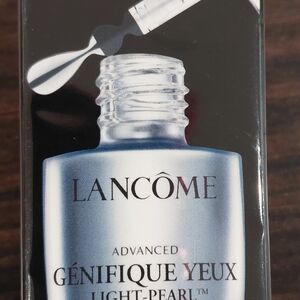 LANCÔME
ADVANCED
GÉNIFIQUE YEUX
LIGHT-PEARL™